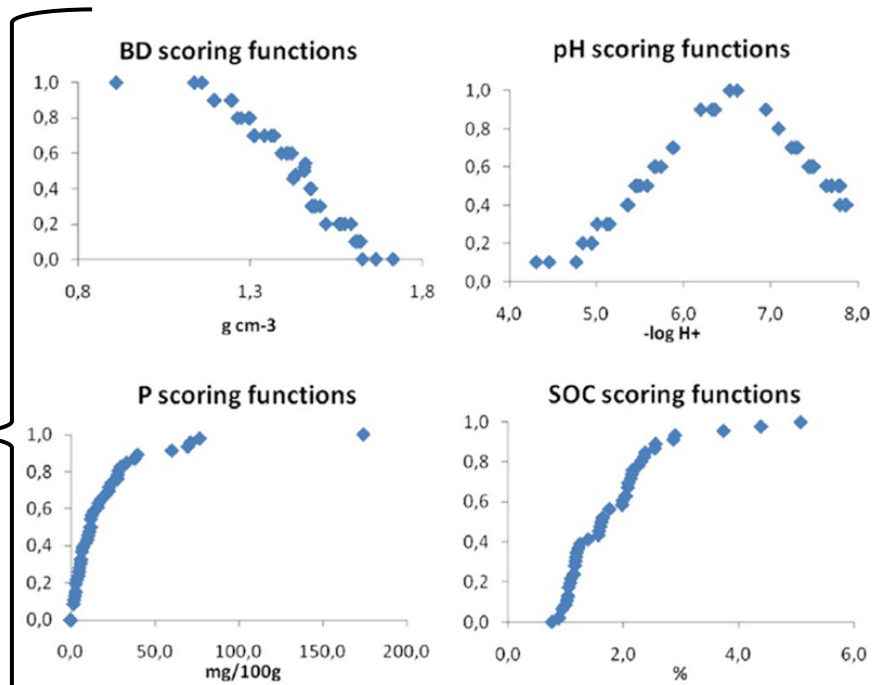 BD scoring functions
1,0
0,8
0,6
0,4
0,2
0,0
0,8 1,3 1,8
g cm-3
pH scoring functions
1,0
0,8
0,6
0,4
0,2
0,0
4,0 5,0 6,0 7,0 8,0
-log H+
P scoring functions
1,0
0,8
0,6
0,4
0,2
0,0
0,0 50,0 100,0 150,0 200,0
mg/100g
SOC scoring functions
1,0
0,8
0,6
0,4
0,2
0,0
0,0 2,0 4,0 6,0
%